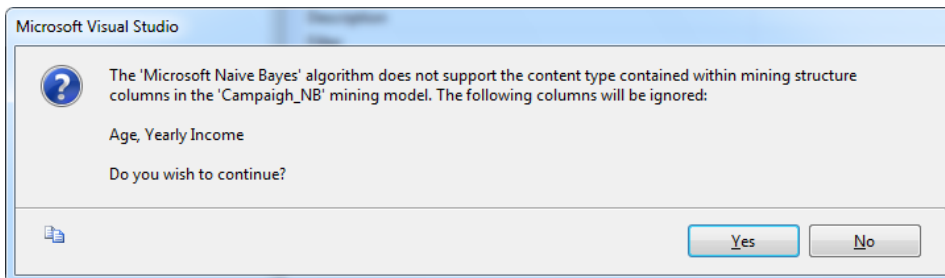 Description
Microsoft Visual Studio
The 'Microsoft Naive Bayes' algorithm does not support the content type contained within mining structure
columns in the 'Campaigh_NB' mining model. The following columns will be ignored:
Age, Yearly Income
Do you wish to continue?
Yes
No